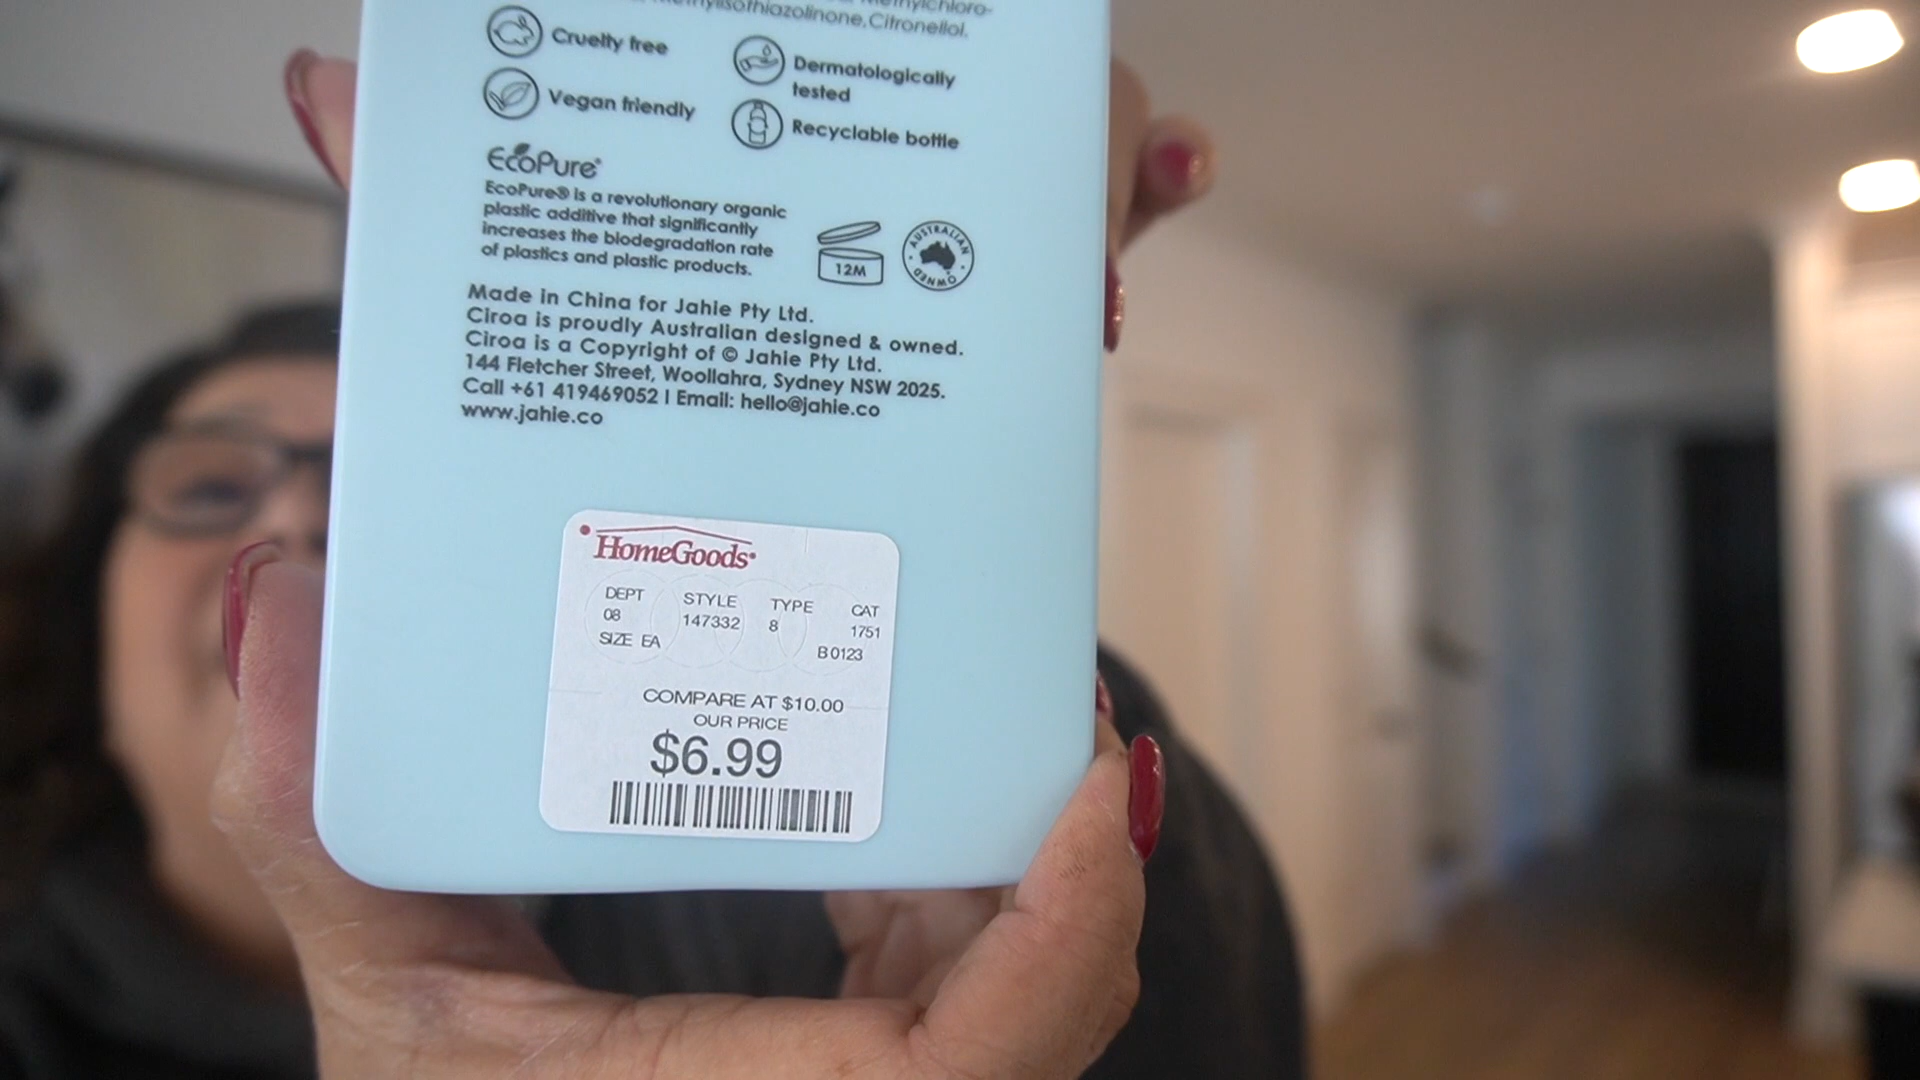 Methylchloro-
Methylisothiazolinone, Citronellol.
Cruelty free
Dermatologically
tested
Vegan friendly
Recyclable bottle
EcoPure®
EcoPure® is a revolutionary organic
plastic additive that significantly
increases the biodegradation rate
of plastics and plastic products.
12M
AUSTRALIAN
OWNED
Made in China for Jahie Pty Ltd.
Ciroa is proudly Australian designed & owned.
Ciroa is a Copyright of © Jahie Pty Ltd.
144 Fletcher Street, Woollahra, Sydney NSW 2025.
Call +61 419469052 | Email: hello@jahie.co
www.jahie.co
HomeGoods
DEPT STYLE TYPE CAT
08 147332 8 1751
SIZE EA B0123
COMPARE AT $10.00
OUR PRICE
$6.99